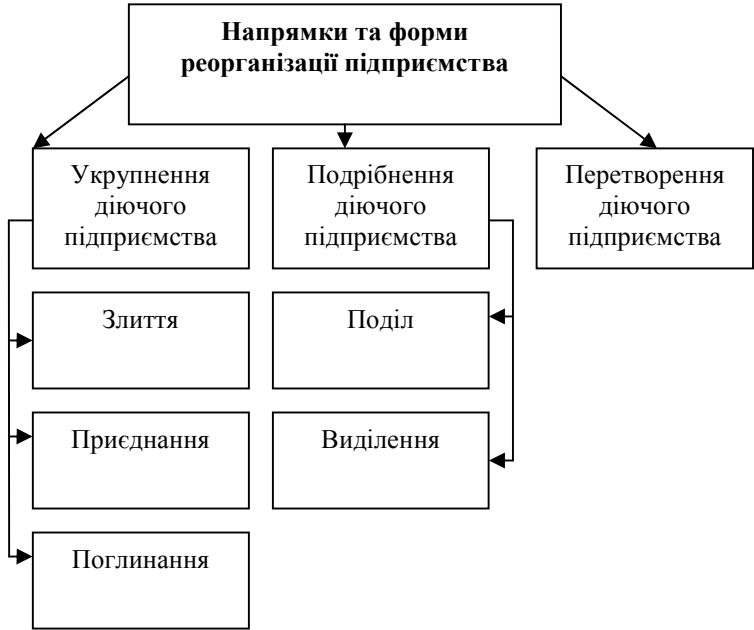 Напрямки та форми
реорганізації підприємства
Укрупнення
діючого
підприємства
Подрібнення
діючого
підприємства
Перетворення
діючого
підприємства
Злиття
Поділ
Приєднання
Виділення
Поглинання